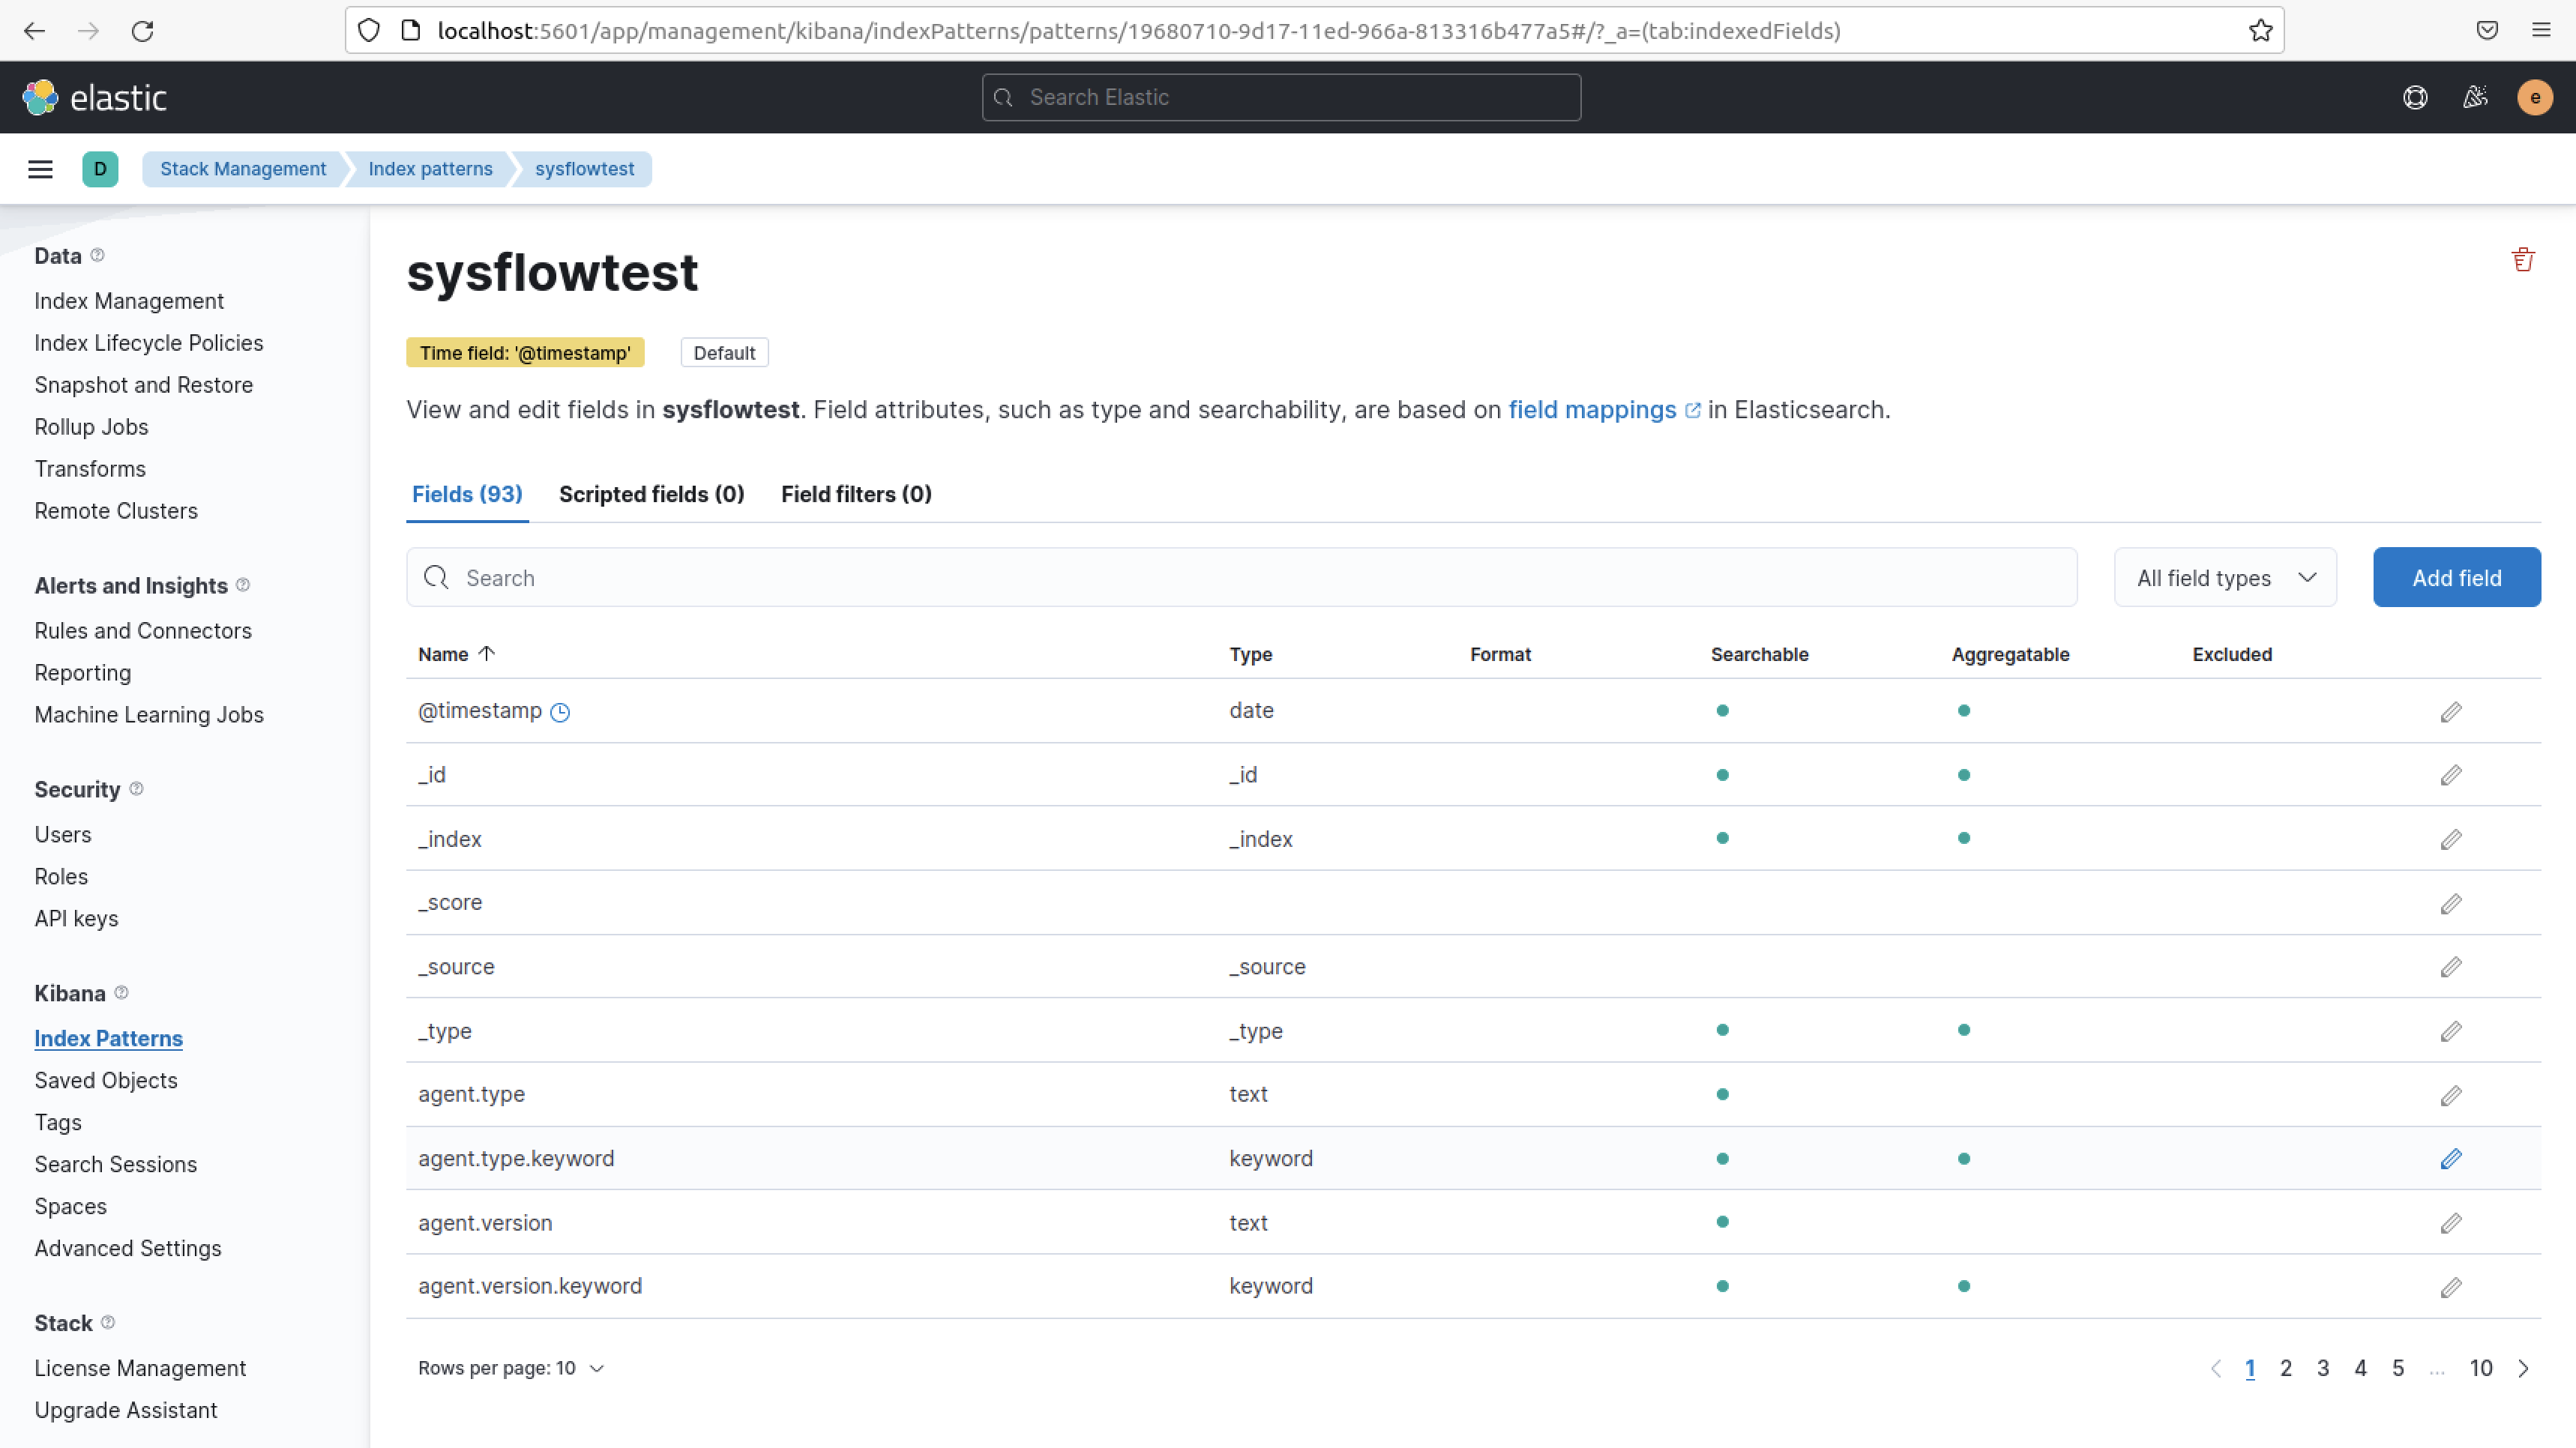 localhost:5601/app/management/kibana/indexPatterns/patterns/19680710-9d17-11ed-966a-813316b477a5#/?_a=(tab:indexedFields)
elastic
Search Elastic
e
D
Stack Management
Index patterns
sysflowtest
Data
Index Management
Index Lifecycle Policies
Snapshot and Restore
Rollup Jobs
Transforms
Remote Clusters
Alerts and Insights
Rules and Connectors
Reporting
Machine Learning Jobs
Security
Users
Roles
API keys
Kibana
Index Patterns
Saved Objects
Tags
Search Sessions
Spaces
Advanced Settings
Stack
License Management
Upgrade Assistant
sysflowtest
Time field: '@timestamp' Default
View and edit fields in sysflowtest. Field attributes, such as type and searchability, are based on field mappings in Elasticsearch.
Fields (93) Scripted fields (0) Field filters (0)
Search All field types Add field
Name Type Format Searchable Aggregatable Excluded
@timestamp date
_id _id
_index _index
_score
_source _source
_type _type
agent.type text
agent.type.keyword keyword
agent.version text
agent.version.keyword keyword
Rows per page: 10 1 2 3 4 5 ... 10